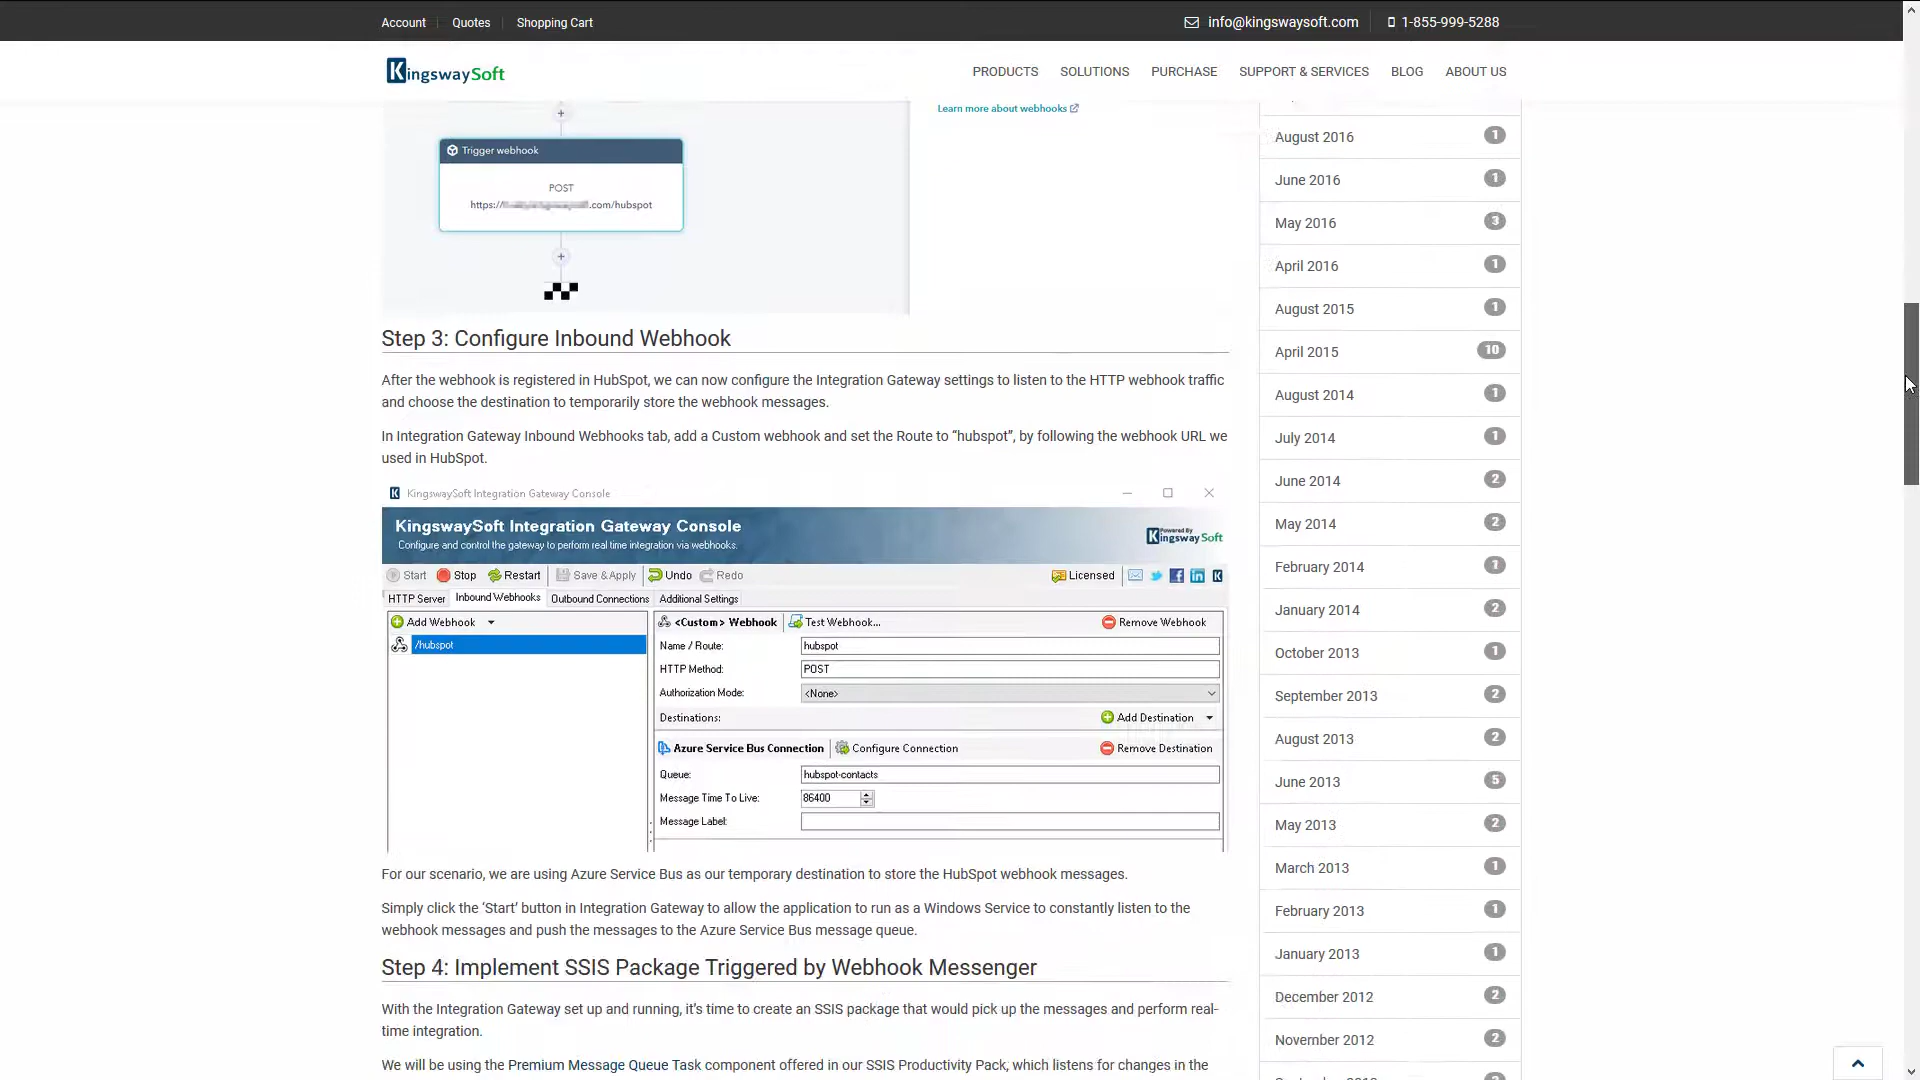 Account
Quotes
Shopping Cart
info@kingswaysoft.com
1-855-999-5288
KingswaySoft
PRODUCTS
SOLUTIONS
PURCHASE
SUPPORT & SERVICES
BLOG
ABOUT US
Learn more about webhooks
Trigger webhook
POST
https:// .com/hubspot
Step 3: Configure Inbound Webhook
After the webhook is registered in HubSpot, we can now configure the Integration Gateway settings to listen to the HTTP webhook traffic
and choose the destination to temporarily store the webhook messages.
In Integration Gateway Inbound Webhooks tab, add a Custom webhook and set the Route to “hubspot”, by following the webhook URL we
used in HubSpot.
KingswaySoft Integration Gateway Console
KingswaySoft Integration Gateway Console
Configure and control the gateway to perform real time integration via webhooks.
Powered By
KingswaySoft
Start
Stop
Restart
Save & Apply
Undo
Redo
Licensed
HTTP Server
Inbound Webhooks
Outbound Connections
Additional Settings
Add Webhook
/hubspot
<Custom> Webhook
Test Webhook...
Remove Webhook
Name / Route:
hubspot
HTTP Method:
POST
Authorization Mode:
<None>
Destinations:
Add Destination
Azure Service Bus Connection
Configure Connection
Remove Destination
Queue:
hubspot-contacts
Message Time To Live:
86400
Message Label:
For our scenario, we are using Azure Service Bus as our temporary destination to store the HubSpot webhook messages.
Simply click the ‘Start’ button in Integration Gateway to allow the application to run as a Windows Service to constantly listen to the
webhook messages and push the messages to the Azure Service Bus message queue.
Step 4: Implement SSIS Package Triggered by Webhook Messenger
With the Integration Gateway set up and running, it’s time to create an SSIS package that would pick up the messages and perform real-
time integration.
We will be using the Premium Message Queue Task component offered in our SSIS Productivity Pack, which listens for changes in the
August 2016 1
June 2016 1
May 2016 3
April 2016 1
August 2015 1
April 2015 10
August 2014 1
July 2014 1
June 2014 2
May 2014 2
February 2014 1
January 2014 2
October 2013 1
September 2013 2
August 2013 2
June 2013 5
May 2013 2
March 2013 1
February 2013 1
January 2013 1
December 2012 2
November 2012 2